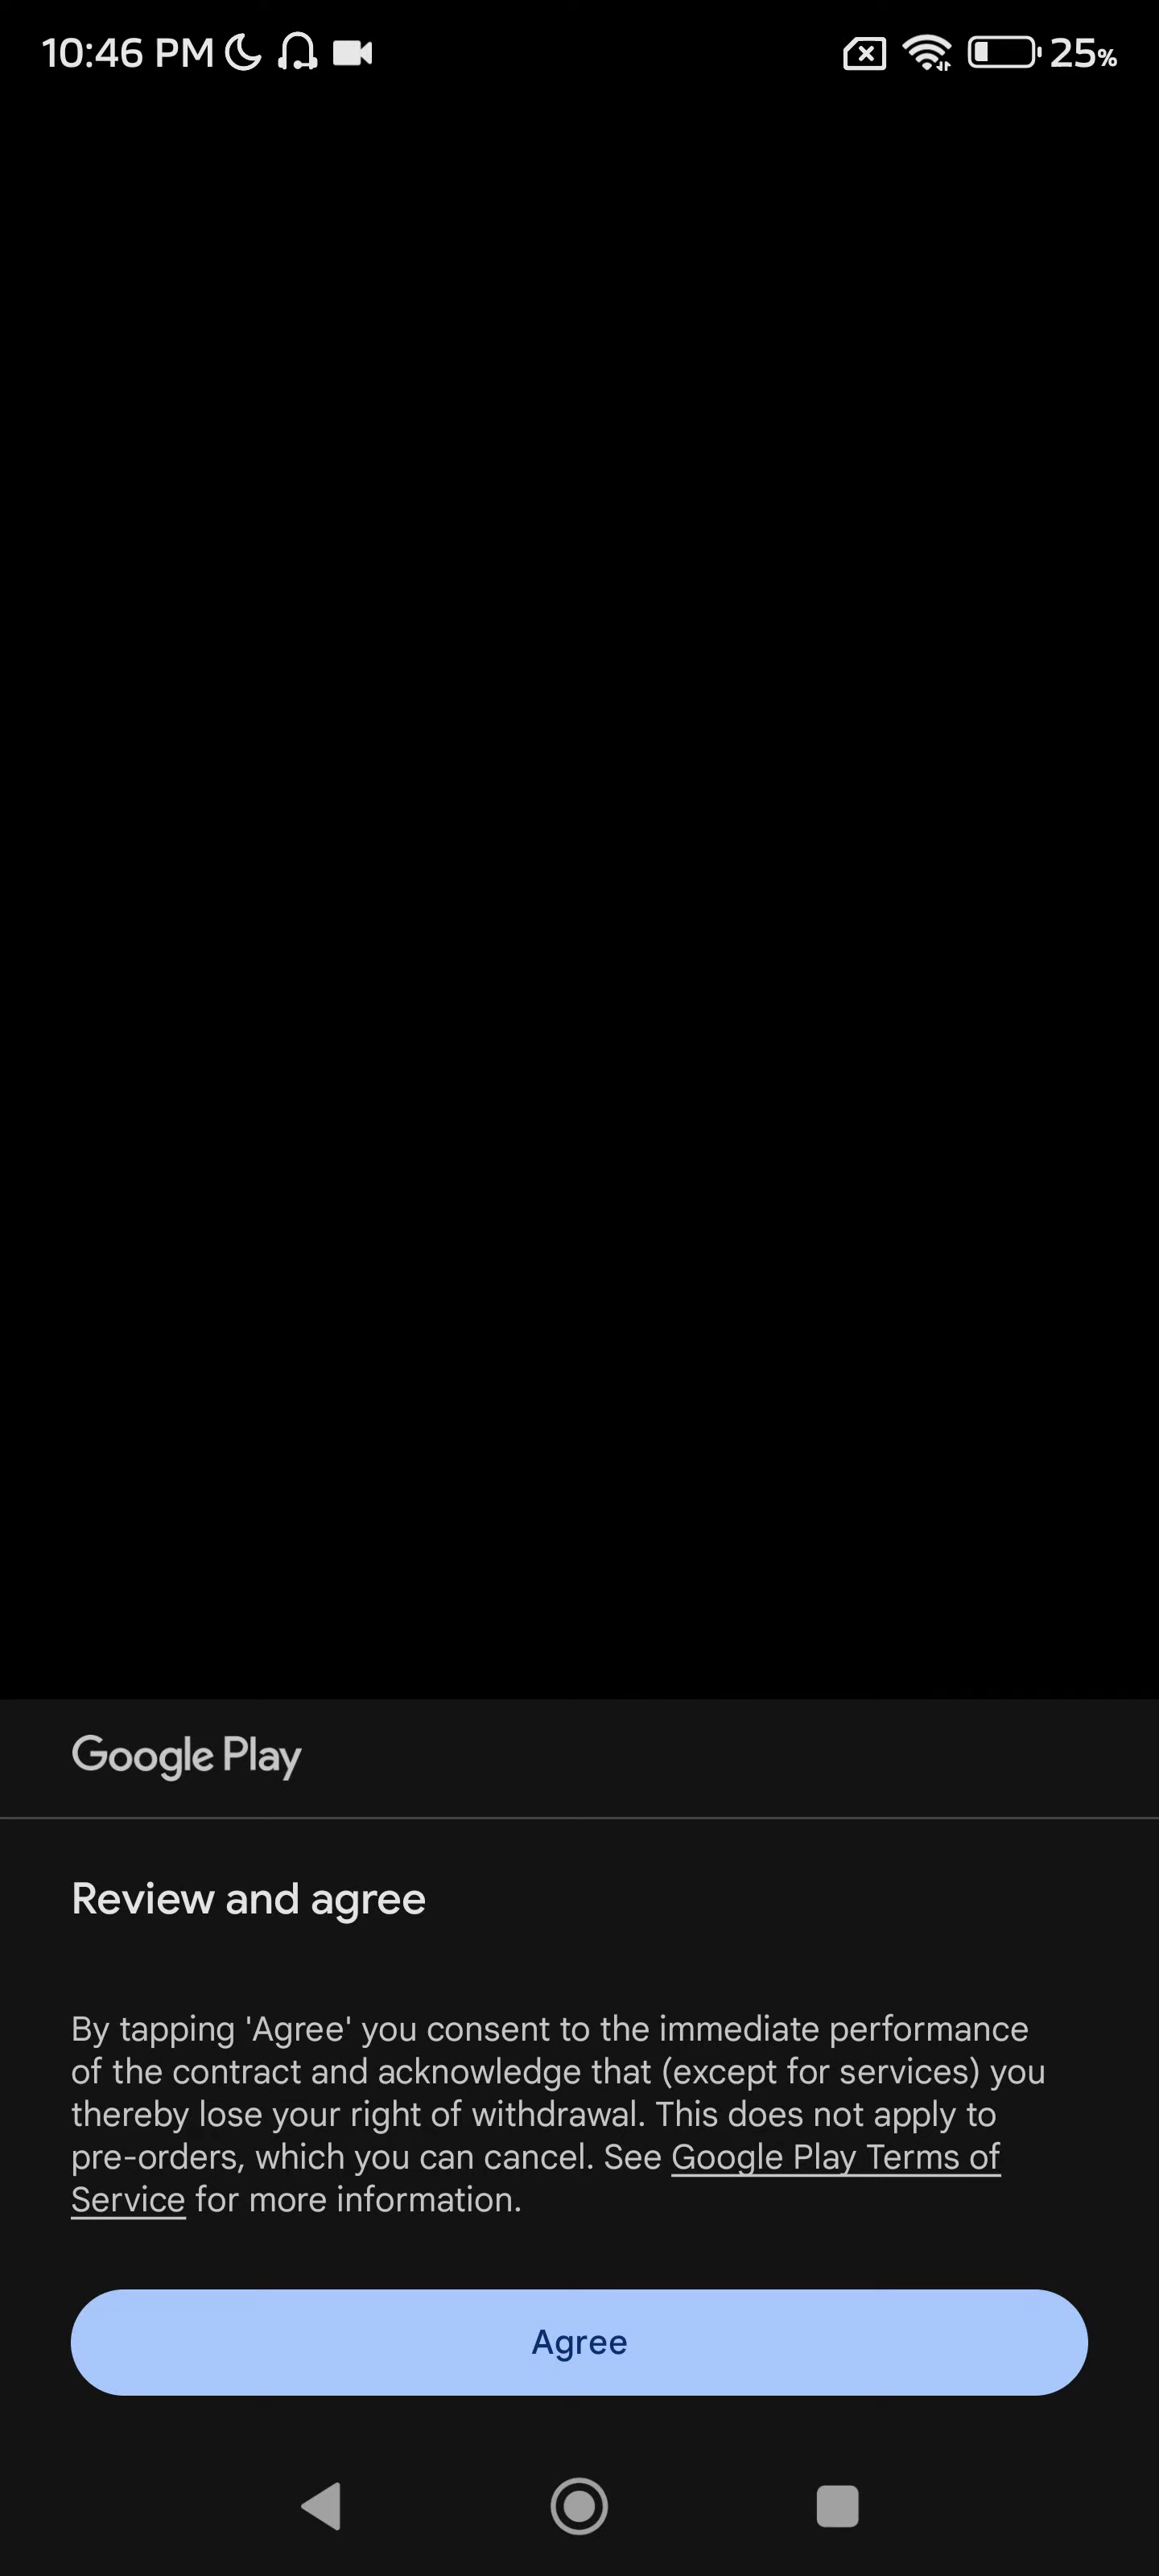 10:46 PM 25%
Google Play
Review and agree
By tapping 'Agree' you consent to the immediate performance
of the contract and acknowledge that (except for services) you
thereby lose your right of withdrawal. This does not apply to
pre-orders, which you can cancel. See Google Play Terms of
Service for more information.
Agree